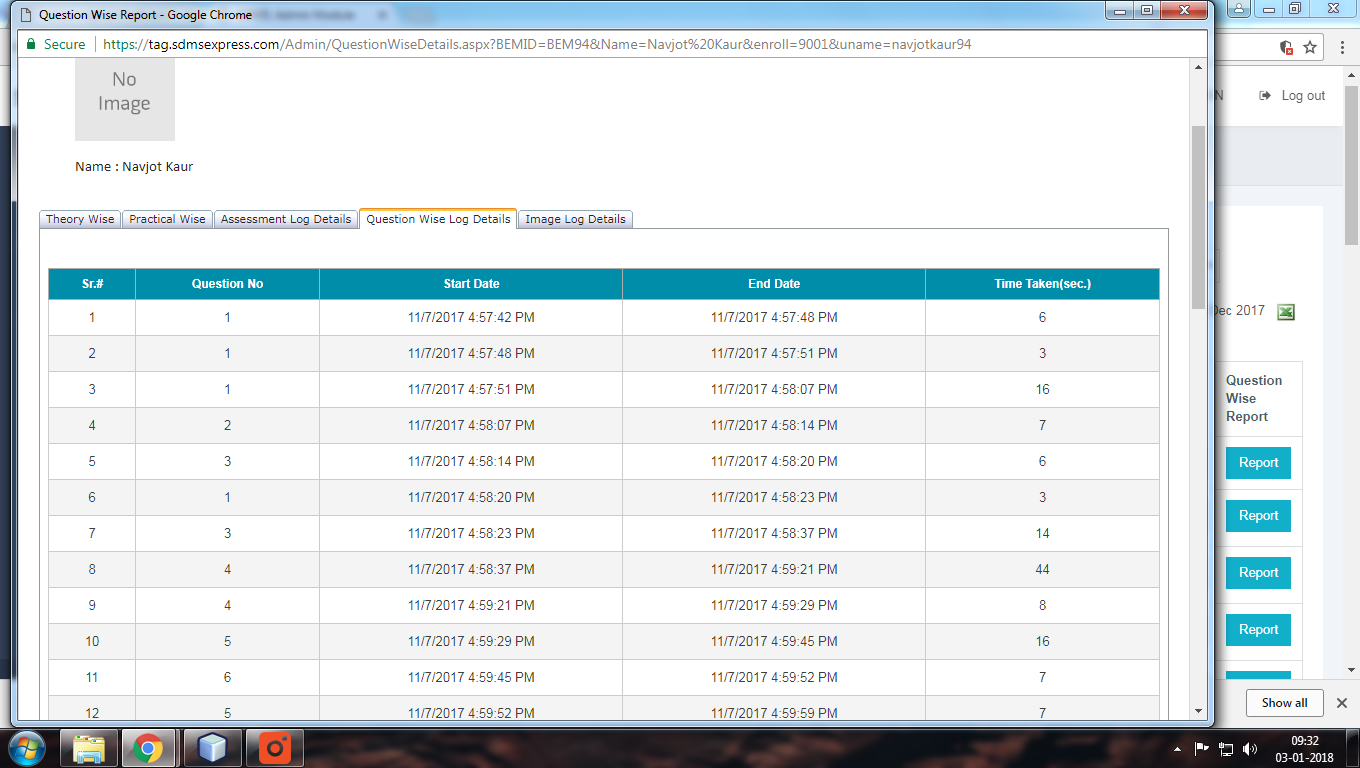 Question Wise Report - Google Chrome
Secure https://tag.sdmsexpress.com/Admin/QuestionWiseDetails.aspx?BEMID=BEM94&Name=Navjot%20Kaur&enroll=9001&uname=navjotkaur94
No
Image
Name : Navjot Kaur
Theory Wise Practical Wise Assessment Log Details Question Wise Log Details Image Log Details
Sr.# Question No Start Date End Date Time Taken(sec.)
1 1 11/7/2017 4:57:42 PM 11/7/2017 4:57:48 PM 6
2 1 11/7/2017 4:57:48 PM 11/7/2017 4:57:51 PM 3
3 1 11/7/2017 4:57:51 PM 11/7/2017 4:58:07 PM 16
4 2 11/7/2017 4:58:07 PM 11/7/2017 4:58:14 PM 7
5 3 11/7/2017 4:58:14 PM 11/7/2017 4:58:20 PM 6
6 1 11/7/2017 4:58:20 PM 11/7/2017 4:58:23 PM 3
7 3 11/7/2017 4:58:23 PM 11/7/2017 4:58:37 PM 14
8 4 11/7/2017 4:58:37 PM 11/7/2017 4:59:21 PM 44
9 4 11/7/2017 4:59:21 PM 11/7/2017 4:59:29 PM 8
10 5 11/7/2017 4:59:29 PM 11/7/2017 4:59:45 PM 16
11 6 11/7/2017 4:59:45 PM 11/7/2017 4:59:52 PM 7
12 5 11/7/2017 4:59:52 PM 11/7/2017 4:59:59 PM 7
N Log out
Dec 2017
Question
Wise
Report
Report
Report
Report
Report
Show all
09:32
03-01-2018